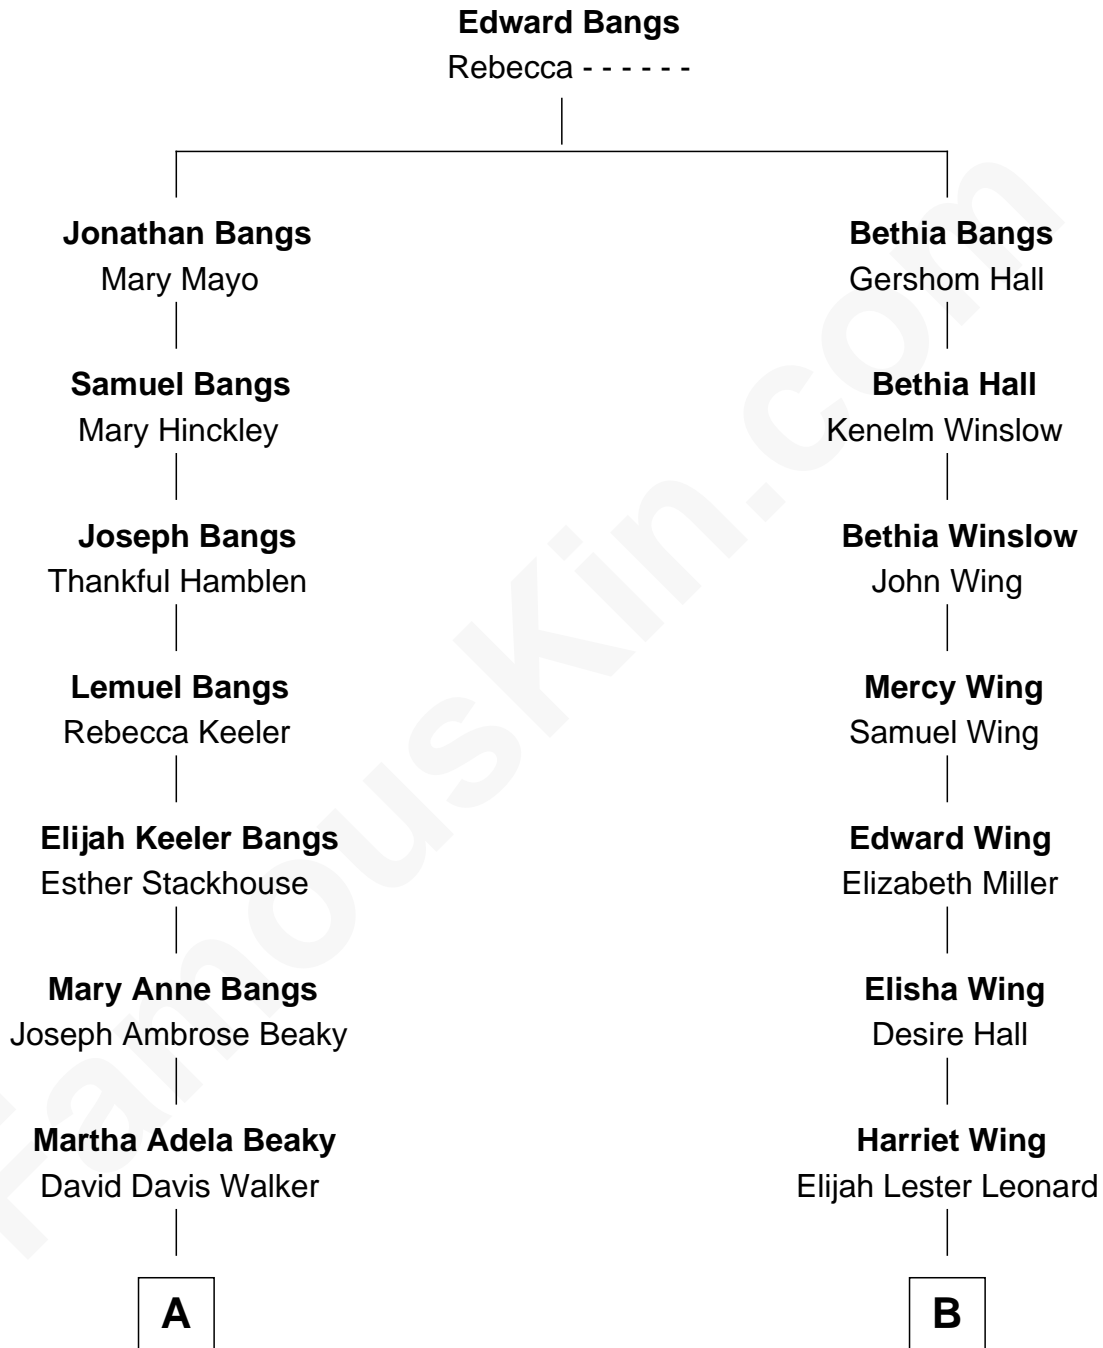 Edward Bangs
Rebecca - - - - - -
Jonathan Bangs
Mary Mayo
Bethia Bangs
Gershom Hall
Samuel Bangs
Mary Hinckley
Bethia Hall
Kenelm Winslow
Joseph Bangs
Thankful Hamblen
Bethia Winslow
John Wing
Lemuel Bangs
Rebecca Keeler
Mercy Wing
Samuel Wing
Elijah Keeler Bangs
Esther Stackhouse
Edward Wing
Elizabeth Miller
Mary Anne Bangs
Joseph Ambrose Beaky
Elisha Wing
Desire Hall
Martha Adela Beaky
David Davis Walker
Harriet Wing
Elijah Lester Leonard
A
B
FamousKin.com